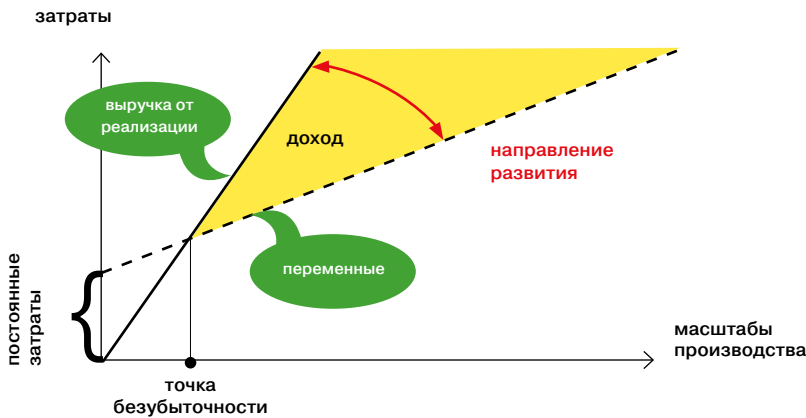 затраты
выручка от
реализации
доход
направление
развития
переменные
постоянные
затраты
масштабы
производства
точка
безубыточности